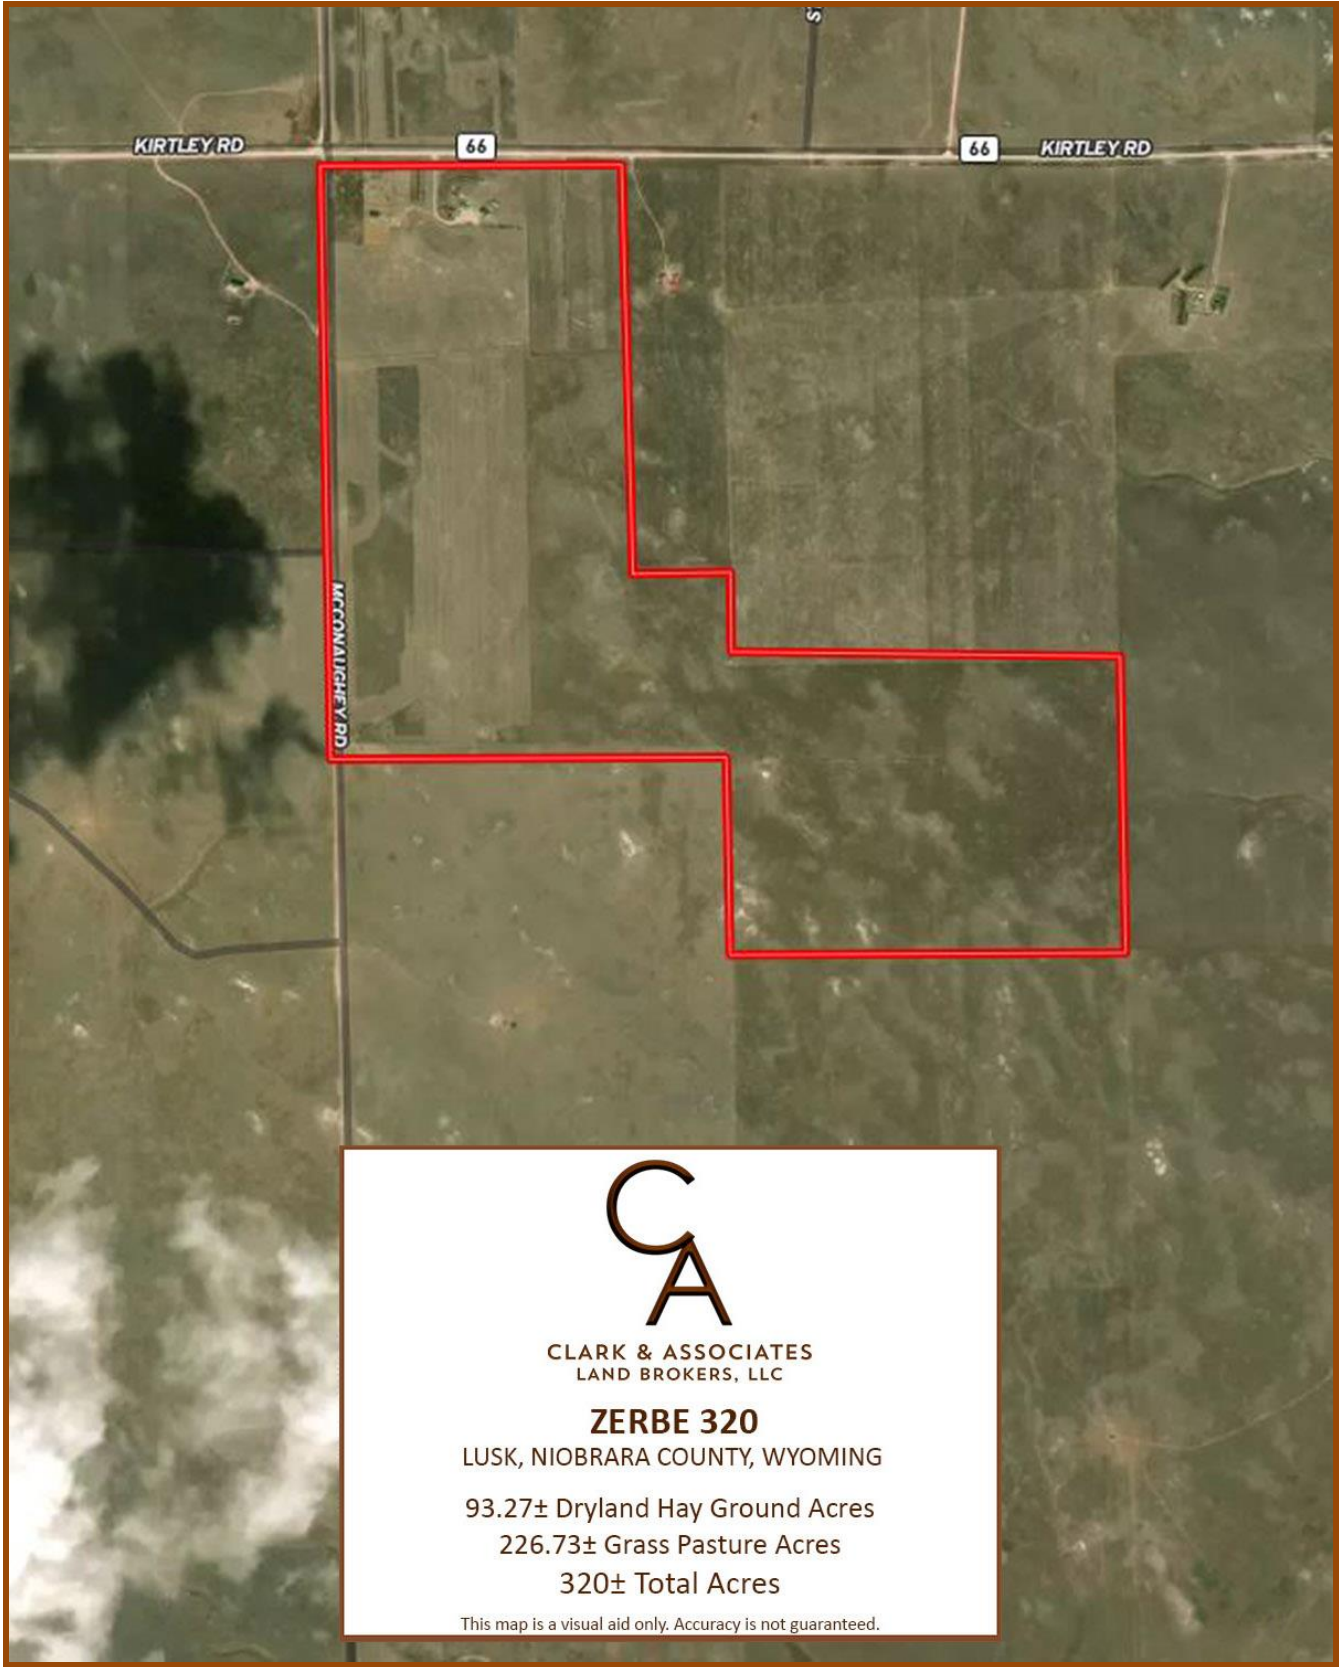 S
KIRTLEY RD
66
66
KIRTLEY RD
MCCONAUGHEY RD
CA
CLARK & ASSOCIATES
LAND BROKERS, LLC
ZERBE 320
LUSK, NIOBRARA COUNTY, WYOMING
93.27± Dryland Hay Ground Acres
226.73± Grass Pasture Acres
320± Total Acres
This map is a visual aid only. Accuracy is not guaranteed.